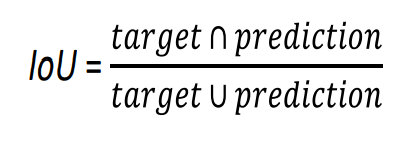 IoU = target ∩ prediction
target ∪ prediction